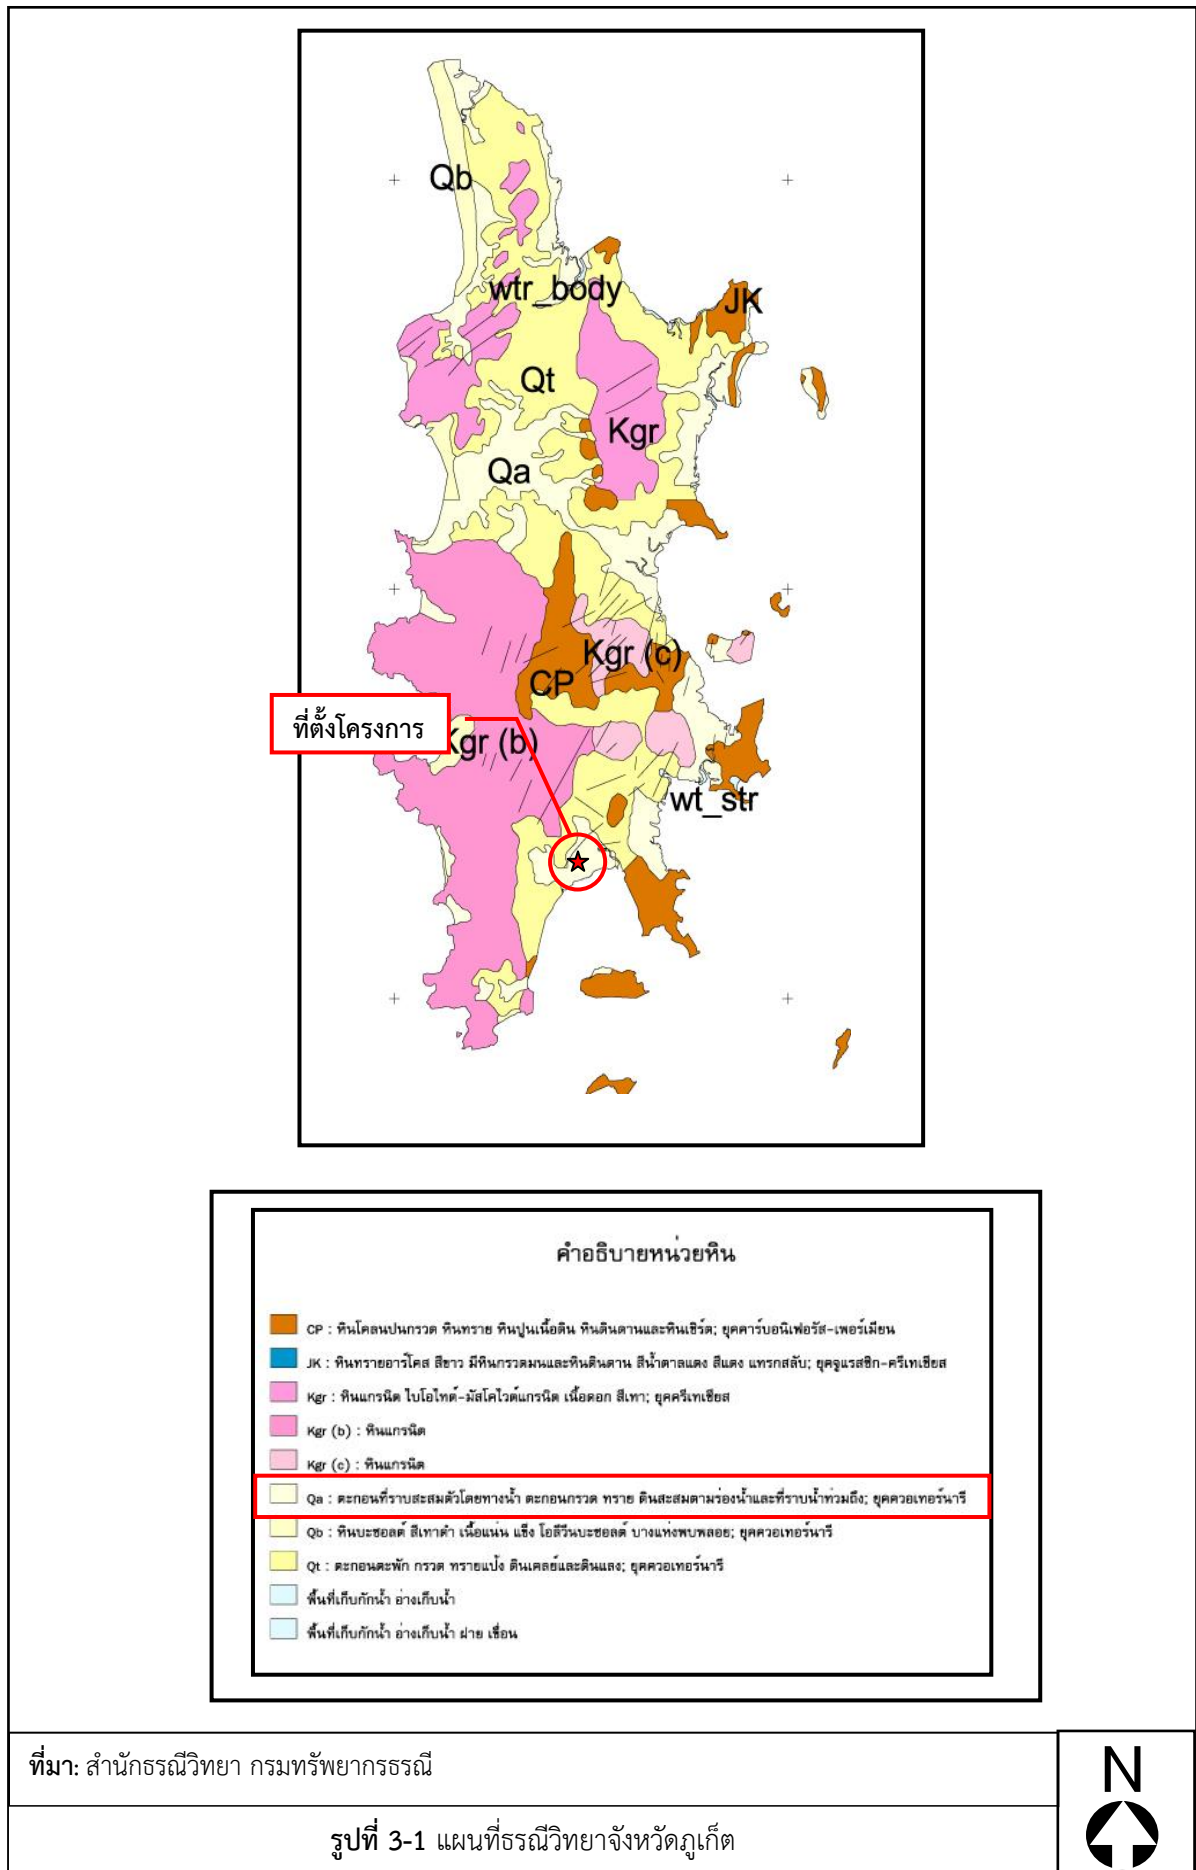 Qb
wtr_body
JK
Qt
Kgr
Qa
Kgr (c)
CP
ที่ตั้งโครงการ
Kgr (b)
wt_str
คำอธิบายหน่วยหิน
CP : หินโคลนปนกรวด หินทราย หินปูนเนื้อดิน หินดินดานและหินเชิร์ต; ยุคคาร์บอนิเฟอรัส-เพอร์เมียน
JK : หินทรายอาร์โคส สีขาว มีหินกรวดมนและหินดินดาน สีน้ำตาลแดง สีแดง แทรกสลับ; ยุคจูแรสซิก-ครีเทเชียส
Kgr : หินแกรนิต ไบโอไทต์-มัสโคไวต์แกรนิต เนื้อดอก สีเทา; ยุคครีเทเชียส
Kgr (b) : หินแกรนิต
Kgr (c) : หินแกรนิต
Qa : ตะกอนที่ราบสะสมตัวโดยทางน้ำ ตะกอนกรวด ทราย ดินสะสมตามร่องน้ำและที่ราบน้ำท่วมถึง; ยุคควอเทอร์นารี
Qb : หินบะซอลต์ สีเทาดำ เนื้อแน่น แข็ง โอลิวีนบะซอลต์ บางแห่งพบพลอย; ยุคควอเทอร์นารี
Qt : ตะกอนตะพัก กรวด ทรายแป้ง ดินเคลย์และดินแลง; ยุคควอเทอร์นารี
พื้นที่เก็บกักน้ำ อ่างเก็บน้ำ
พื้นที่เก็บกักน้ำ อ่างเก็บน้ำ ฝาย เขื่อน
ที่มา: สำนักธรณีวิทยา กรมทรัพยากรธรณี
N
รูปที่ 3-1 แผนที่ธรณีวิทยาจังหวัดภูเก็ต